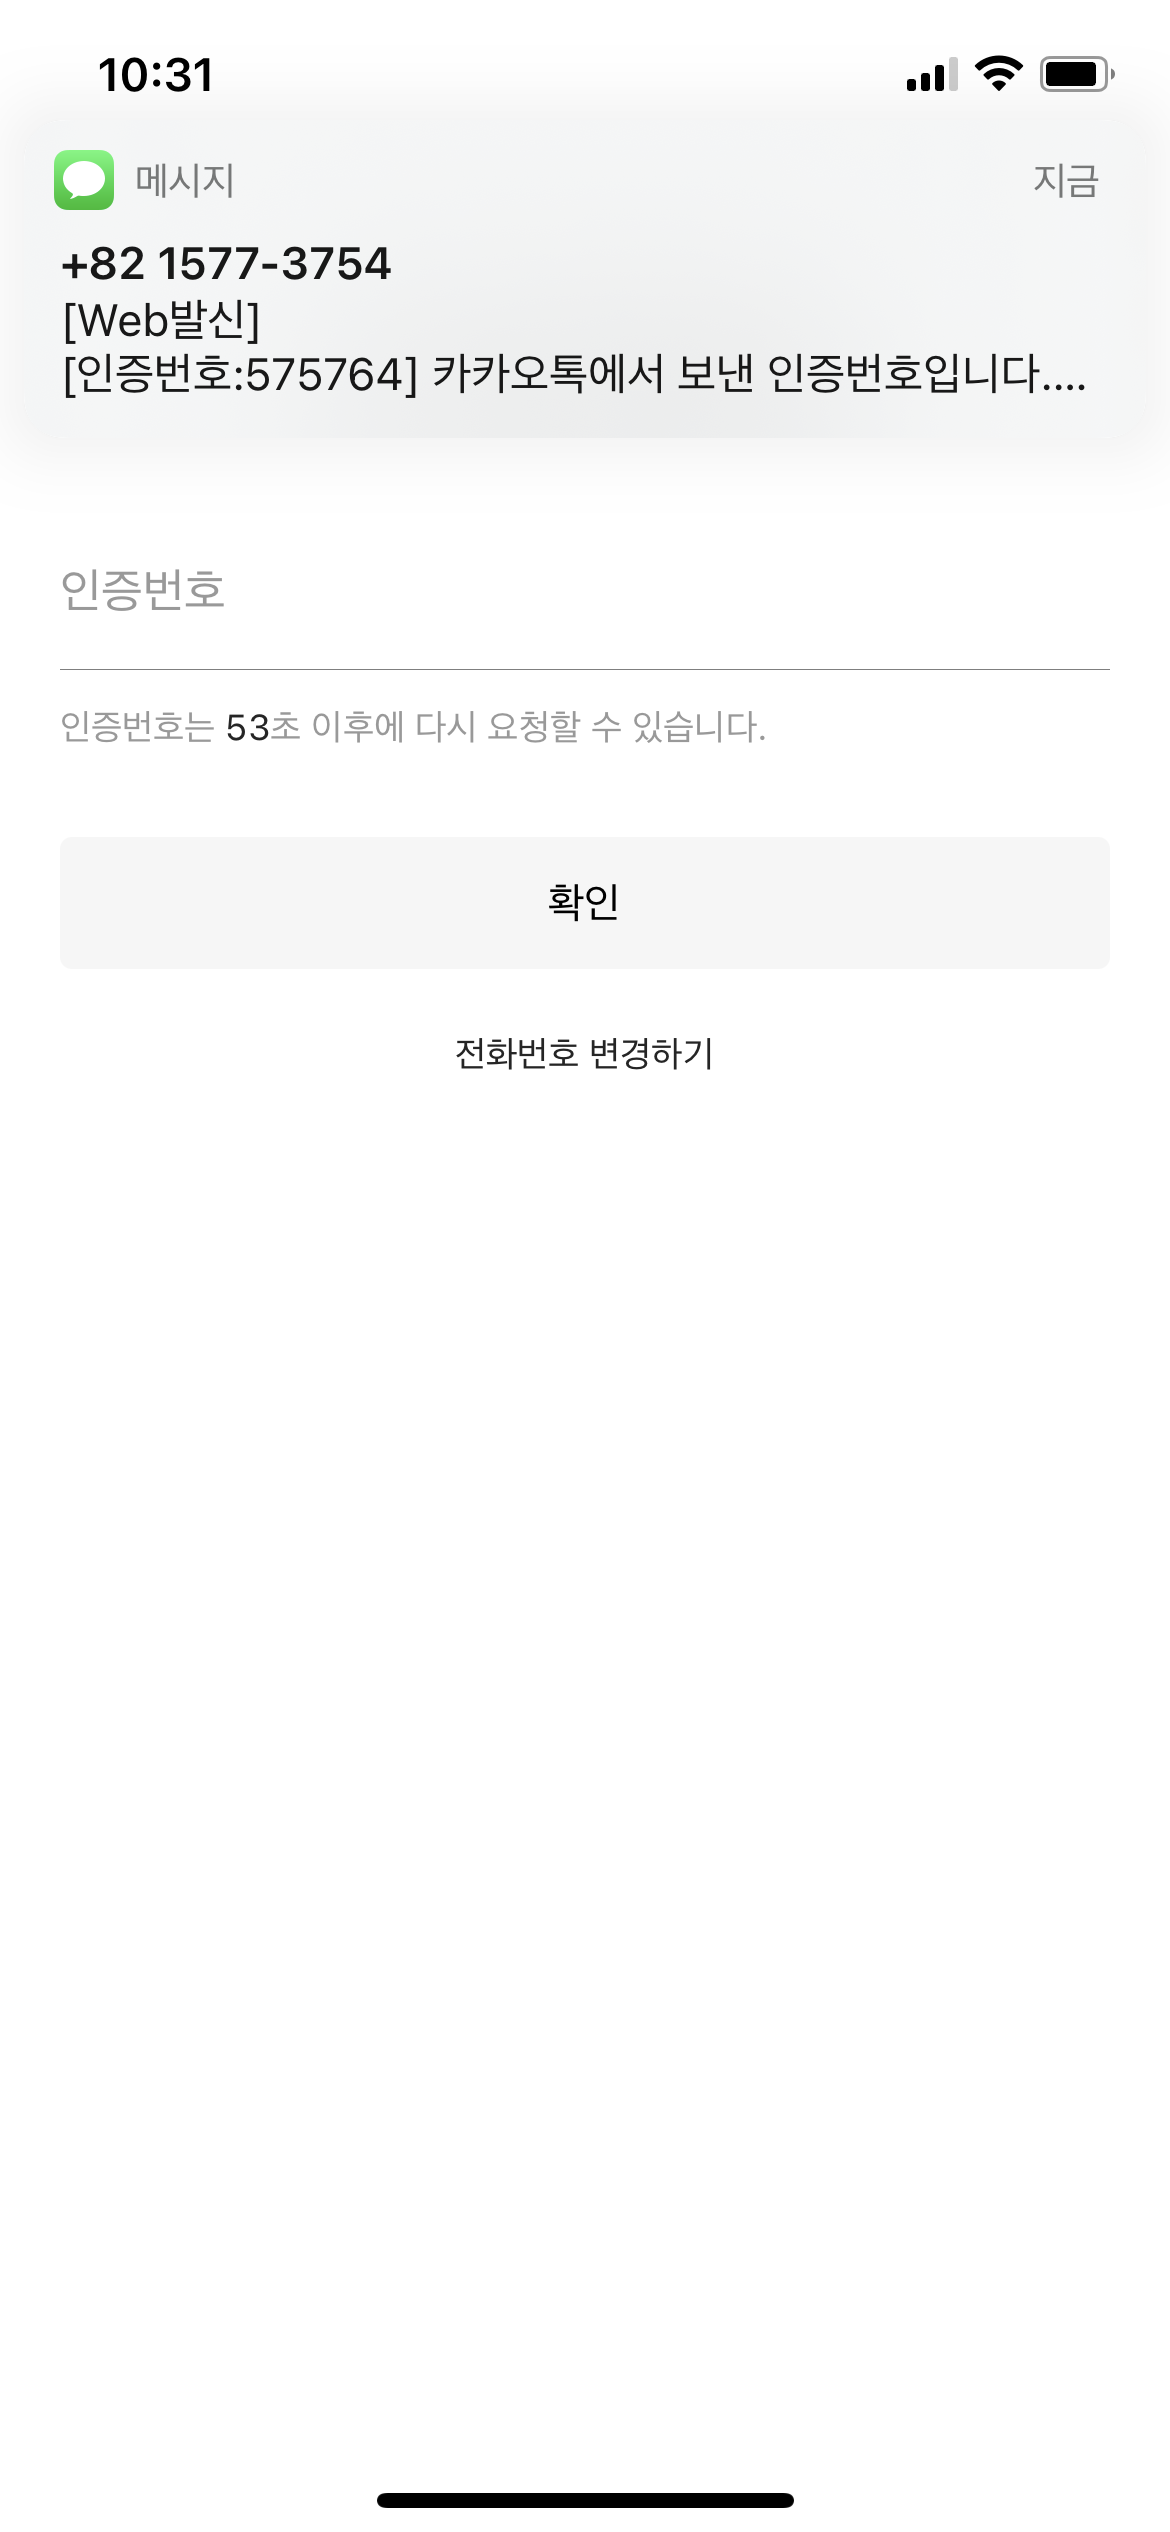 10:31
메시지 지금
+82 1577-3754
[Web발신]
[인증번호:575764] 카카오톡에서 보낸 인증번호입니다....
인증번호
인증번호는 53초 이후에 다시 요청할 수 있습니다.
확인
전화번호 변경하기